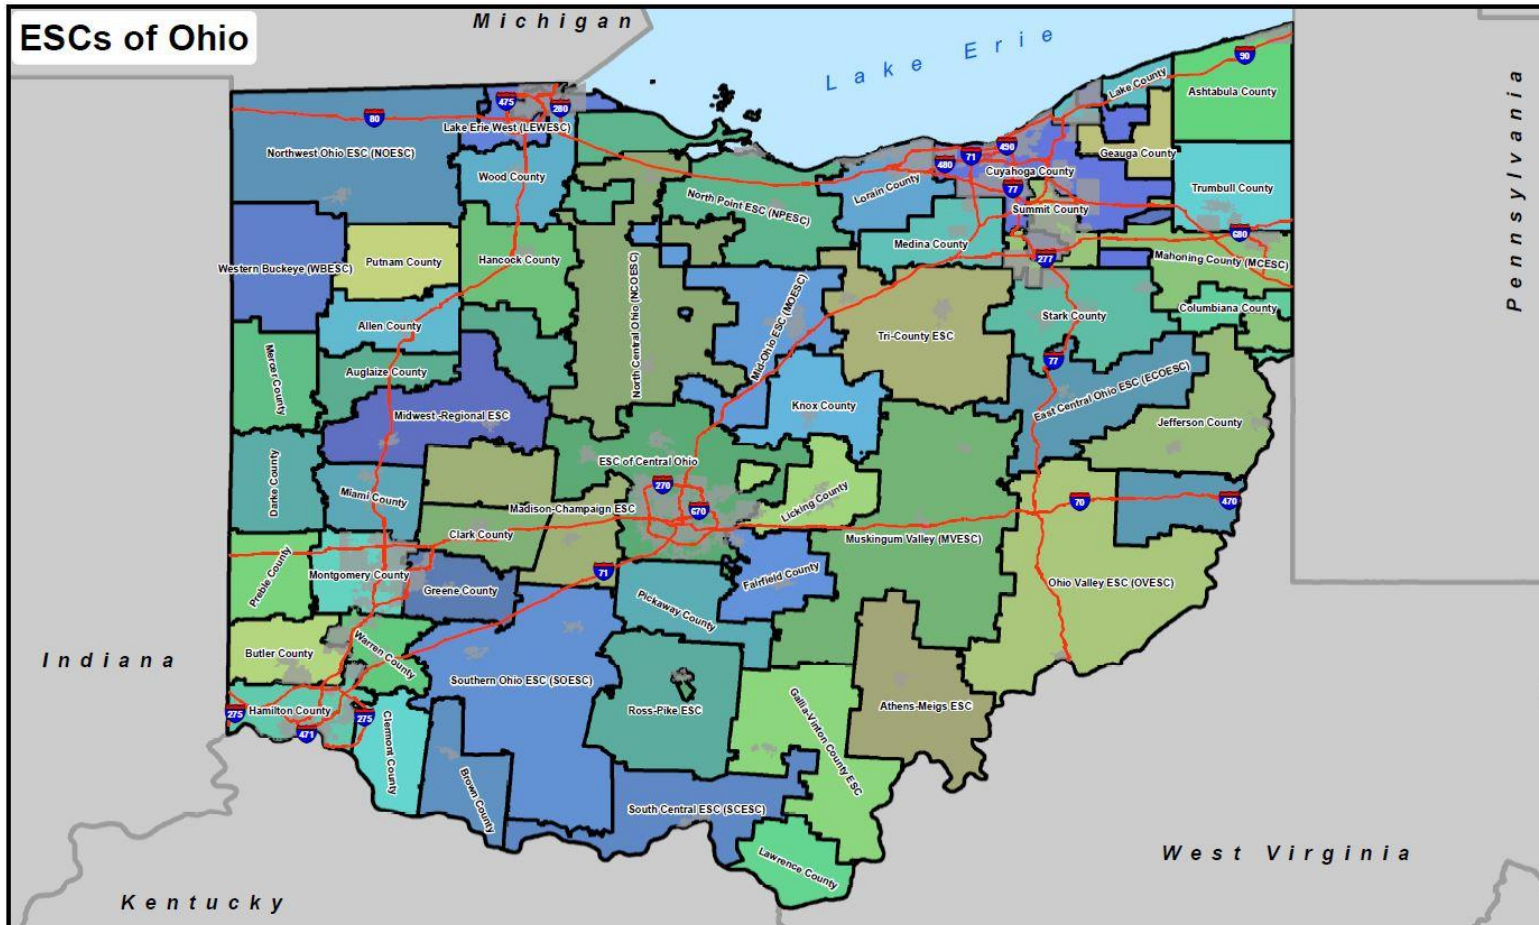 ESCs of Ohio
Michigan
Lake Erie
Pennsylvania
Indiana
Kentucky
West Virginia
90
Lake County
Ashtabula County
475
280
80
Lake Erie West (LEWESC)
Northwest Ohio ESC (NOESC)
490
71
480
Geauga County
Cuyahoga County
Wood County
Lorain County
77
Trumbull County
North Point ESC (NPESC)
Summit County
680
Medina County
Western Buckeye (WBESC)
Putnam County
Hancock County
277
Mahoning County (MCESC)
Columbiana County
North Central Ohio (NCOESC)
Mid-Ohio ESC (MOESC)
Allen County
Tri-County ESC
Stark County
77
Mercer County
Auglaize County
East Central Ohio ESC (ECOESC)
Midwest -Regional ESC
Knox County
Jefferson County
ESC of Central Ohio
Darke County
270
Miami County
Licking County
70
470
Madison-Champaign ESC
670
Clark County
Muskingum Valley (MVESC)
Preble County
Montgomery County
71
Fairfield County
Ohio Valley ESC (OVESC)
Greene County
Pickaway County
Butler County
Warren County
Southern Ohio ESC (SOESC)
Hamilton County
275
275
471
Clermont County
Ross-Pike ESC
Gallia-Vinton County ESC
Athens-Meigs ESC
Brown County
South Central ESC (SCESC)
Lawrence County